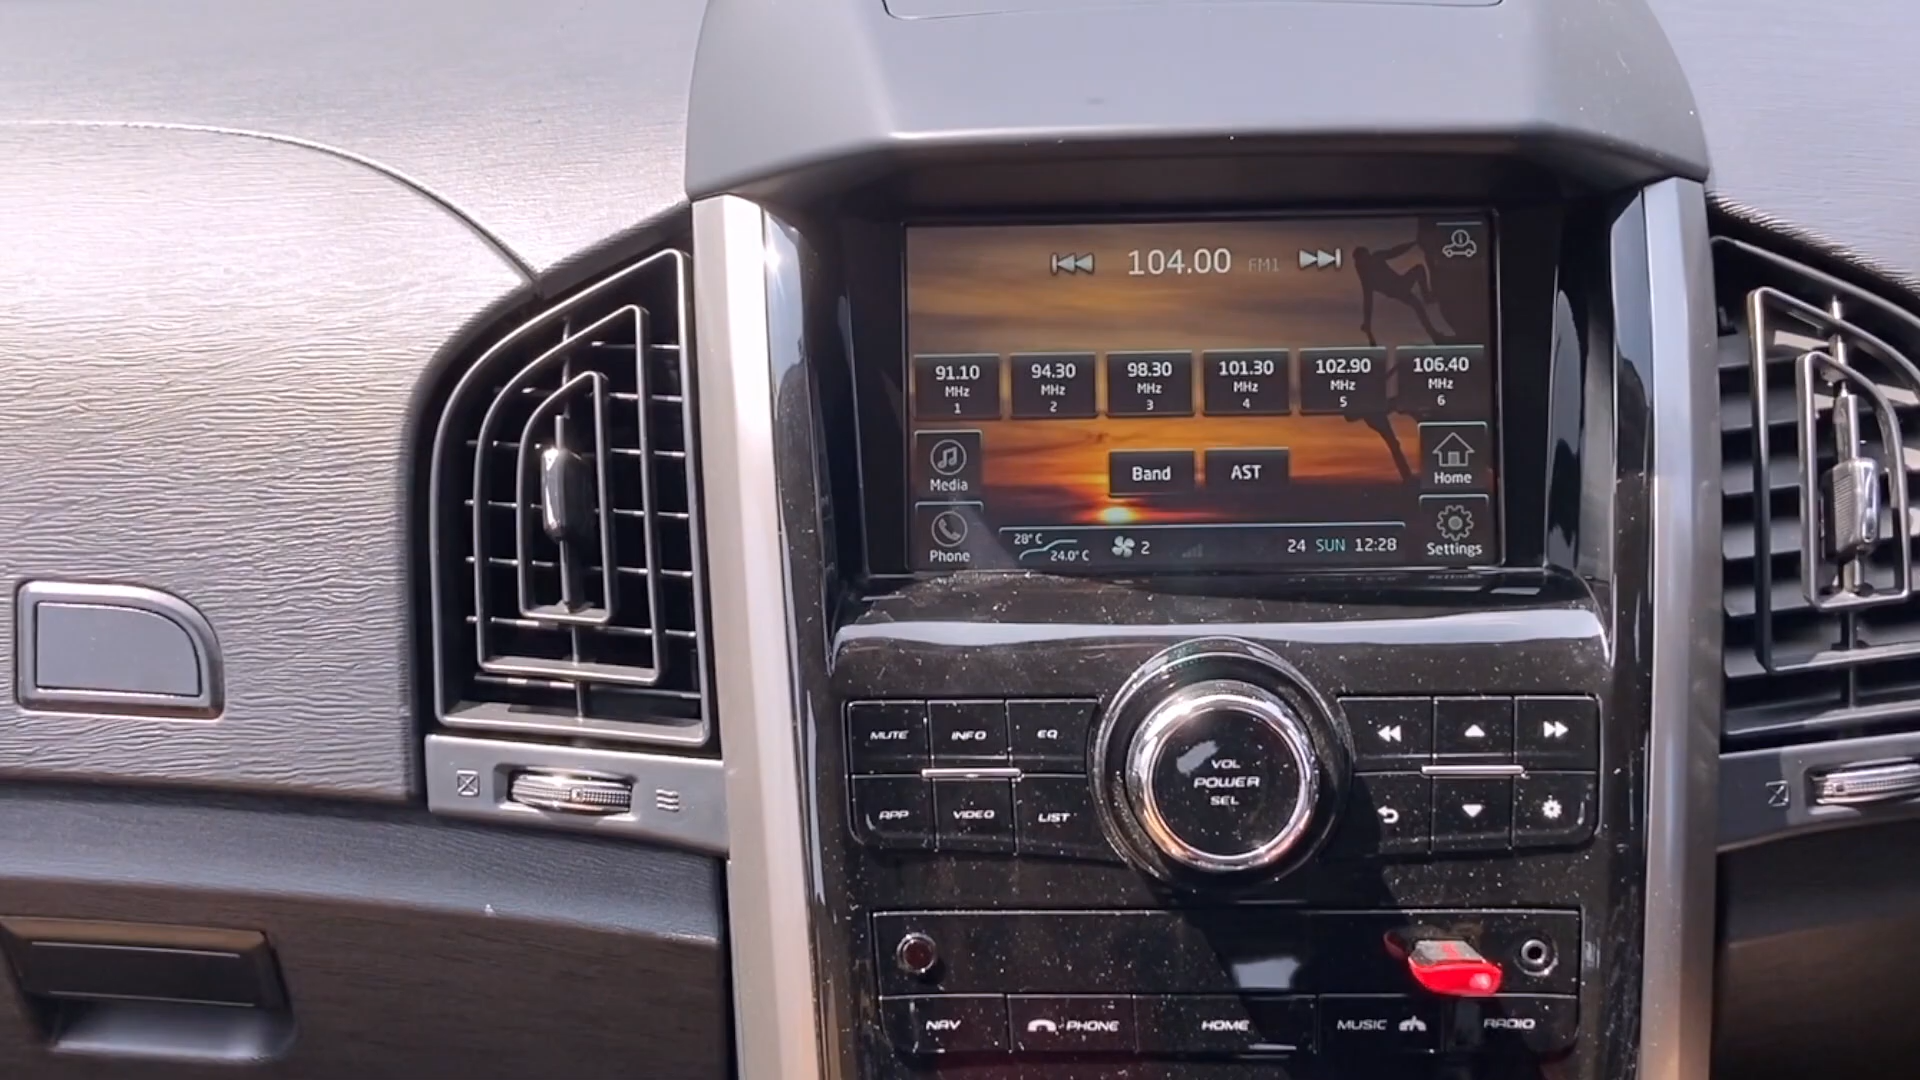 104.00 FM1
91.10 MHz 1
94.30 MHz 2
98.30 MHz 3
101.30 MHz 4
102.90 MHz 5
106.40 MHz 6
Media
Band
AST
Home
Phone
28°C
24.0°C
2
24 SUN 12:28
Settings
MUTE INFO EQ
VOL
POWER
SEL
APP VIDEO LIST
NAV PHONE HOME MUSIC RADIO